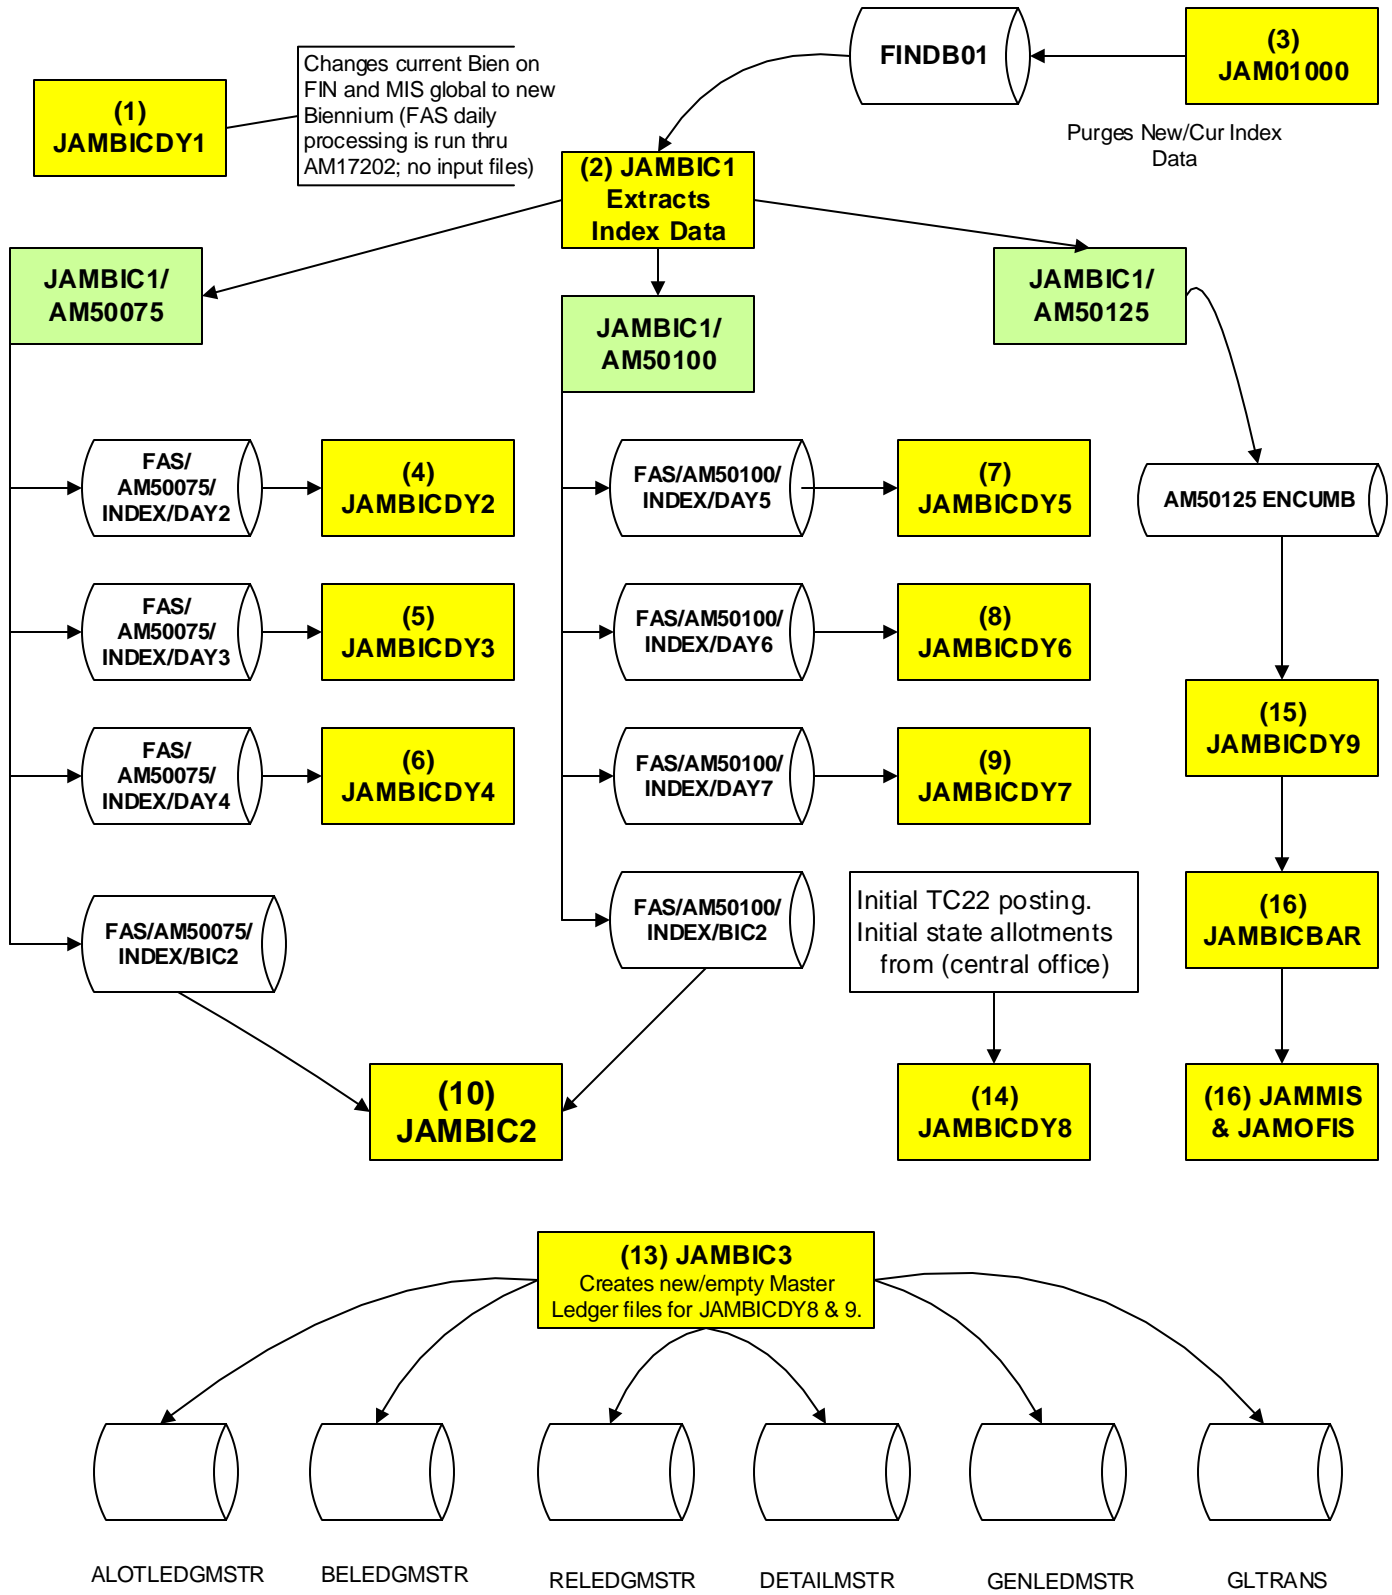 FINDB01
(3)
JAM01000
Changes current Bien on
FIN and MIS global to new
Biennium (FAS daily
processing is run thru
AM17202; no input files)
(1)
JAMBICDY1
Purges New/Cur Index
Data
(2) JAMBIC1
Extracts
Index Data
JAMBIC1/
AM50075
JAMBIC1/
AM50100
JAMBIC1/
AM50125
FAS/
AM50075/
INDEX/DAY2
(4)
JAMBICDY2
FAS/AM50100/
INDEX/DAY5
(7)
JAMBICDY5
AM50125 ENCUMB
FAS/
AM50075/
INDEX/DAY3
(5)
JAMBICDY3
FAS/AM50100/
INDEX/DAY6
(8)
JAMBICDY6
(15)
JAMBICDY9
FAS/
AM50075/
INDEX/DAY4
(6)
JAMBICDY4
FAS/AM50100/
INDEX/DAY7
(9)
JAMBICDY7
FAS/AM50075/
INDEX/BIC2
FAS/AM50100/
INDEX/BIC2
Initial TC22 posting.
Initial state allotments
from (central office)
(16)
JAMBICBAR
(10)
JAMBIC2
(14)
JAMBICDY8
(16) JAMMIS
& JAMOFIS
(13) JAMBIC3
Creates new/empty Master
Ledger files for JAMBICDY8 & 9.
ALOTLEDGMSTR
BELEDGMSTR
RELEDGMSTR
DETAILMSTR
GENLEDMSTR
GLTRANS